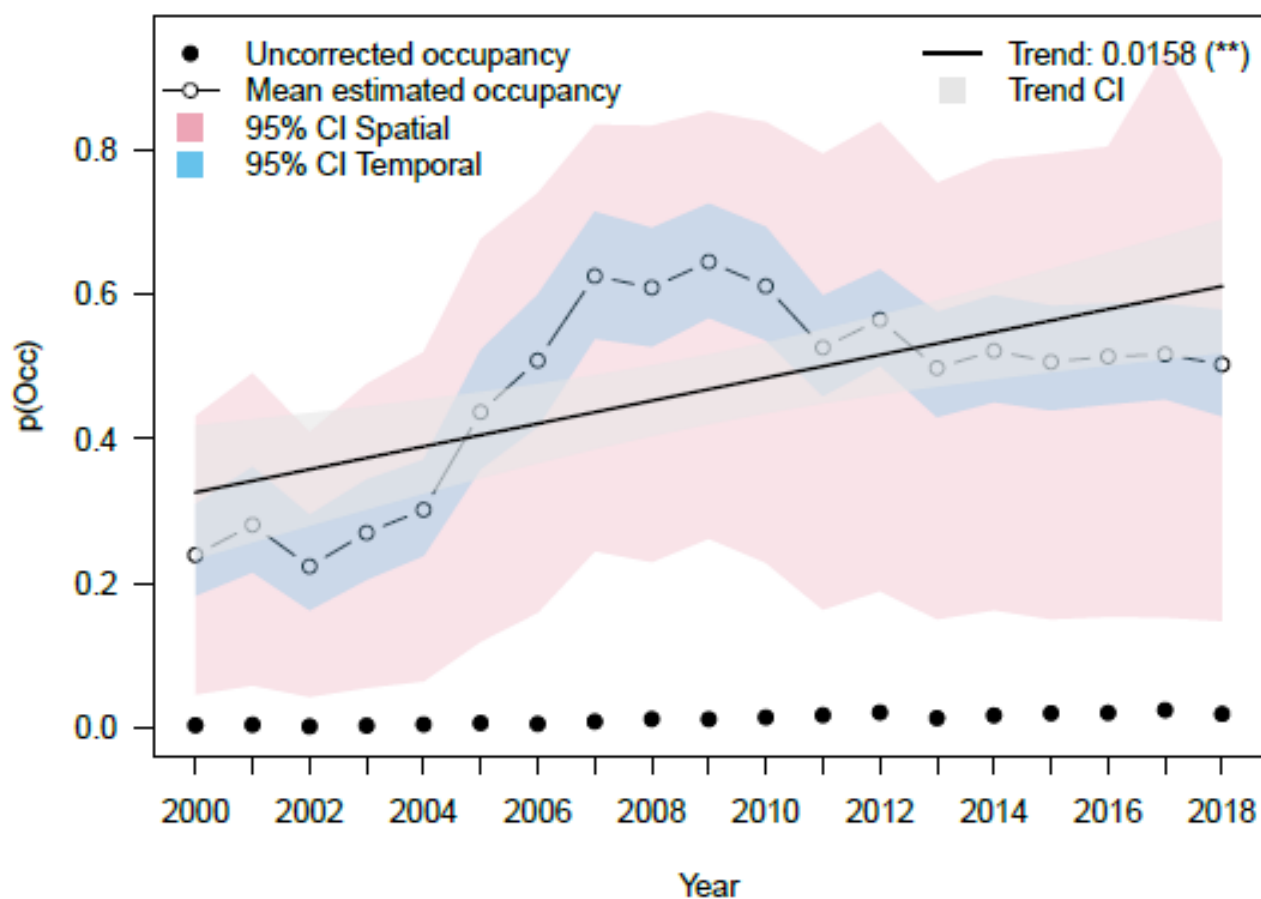 Uncorrected occupancy
Mean estimated occupancy
95% CI Spatial
95% CI Temporal
Trend: 0.0158 (**)
Trend CI
0.8
0.6
0.4
0.2
0.0
p(Occ)
2000 2002 2004 2006 2008 2010 2012 2014 2016 2018
Year